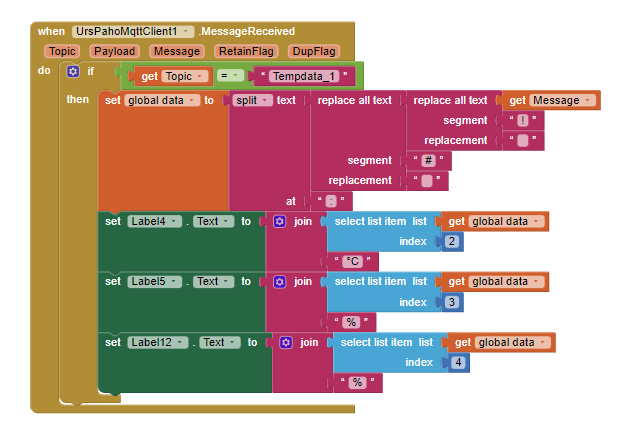 when UrsPahoMqttClient1 .MessageReceived
Topic Payload Message RetainFlag DupFlag
do if get Topic = " Tempdata_1 "
then set global data to split text replace all text replace all text get Message
segment " ! "
replacement " "
segment " # "
replacement " "
at " : "
set Label4 . Text to join select list item list get global data
index 2
" °C "
set Label5 . Text to join select list item list get global data
index 3
" % "
set Label12 . Text to join select list item list get global data
index 4
" % "